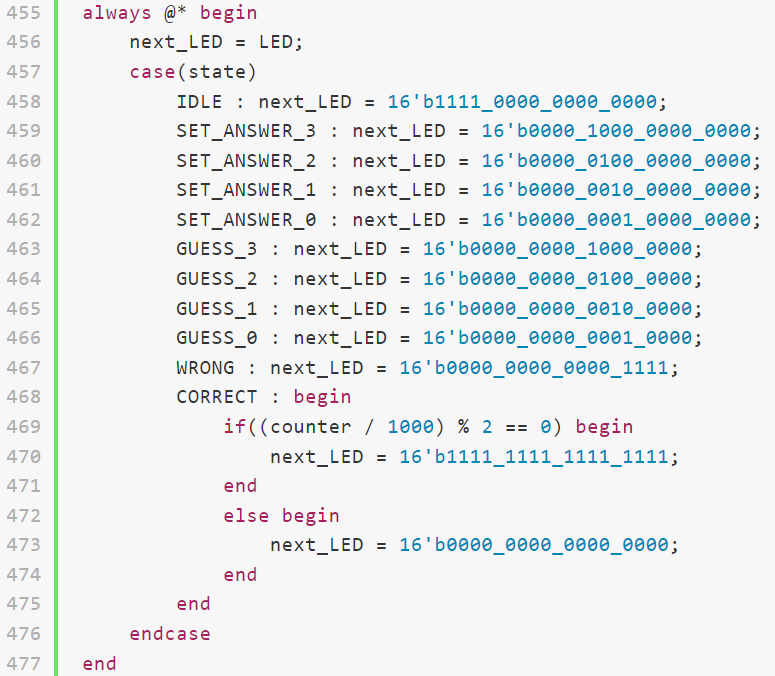 455 always @* begin
456     next_LED = LED;
457     case(state)
458         IDLE : next_LED = 16'b1111_0000_0000_0000;
459         SET_ANSWER_3 : next_LED = 16'b0000_1000_0000_0000;
460         SET_ANSWER_2 : next_LED = 16'b0000_0100_0000_0000;
461         SET_ANSWER_1 : next_LED = 16'b0000_0010_0000_0000;
462         SET_ANSWER_0 : next_LED = 16'b0000_0001_0000_0000;
463         GUESS_3 : next_LED = 16'b0000_0000_1000_0000;
464         GUESS_2 : next_LED = 16'b0000_0000_0100_0000;
465         GUESS_1 : next_LED = 16'b0000_0000_0010_0000;
466         GUESS_0 : next_LED = 16'b0000_0000_0001_0000;
467         WRONG : next_LED = 16'b0000_0000_0000_1111;
468         CORRECT : begin
469             if((counter / 1000) % 2 == 0) begin
470                 next_LED = 16'b1111_1111_1111_1111;
471             end
472             else begin
473                 next_LED = 16'b0000_0000_0000_0000;
474             end
475         end
476     endcase
477 end